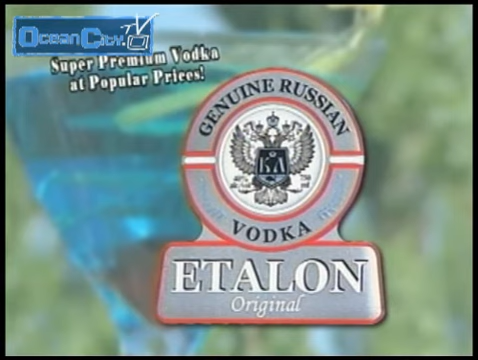 OceanCity.TV
Super Premium Vodka
at Popular Prices!
GENUINE RUSSIAN
VODKA
ETALON
Original